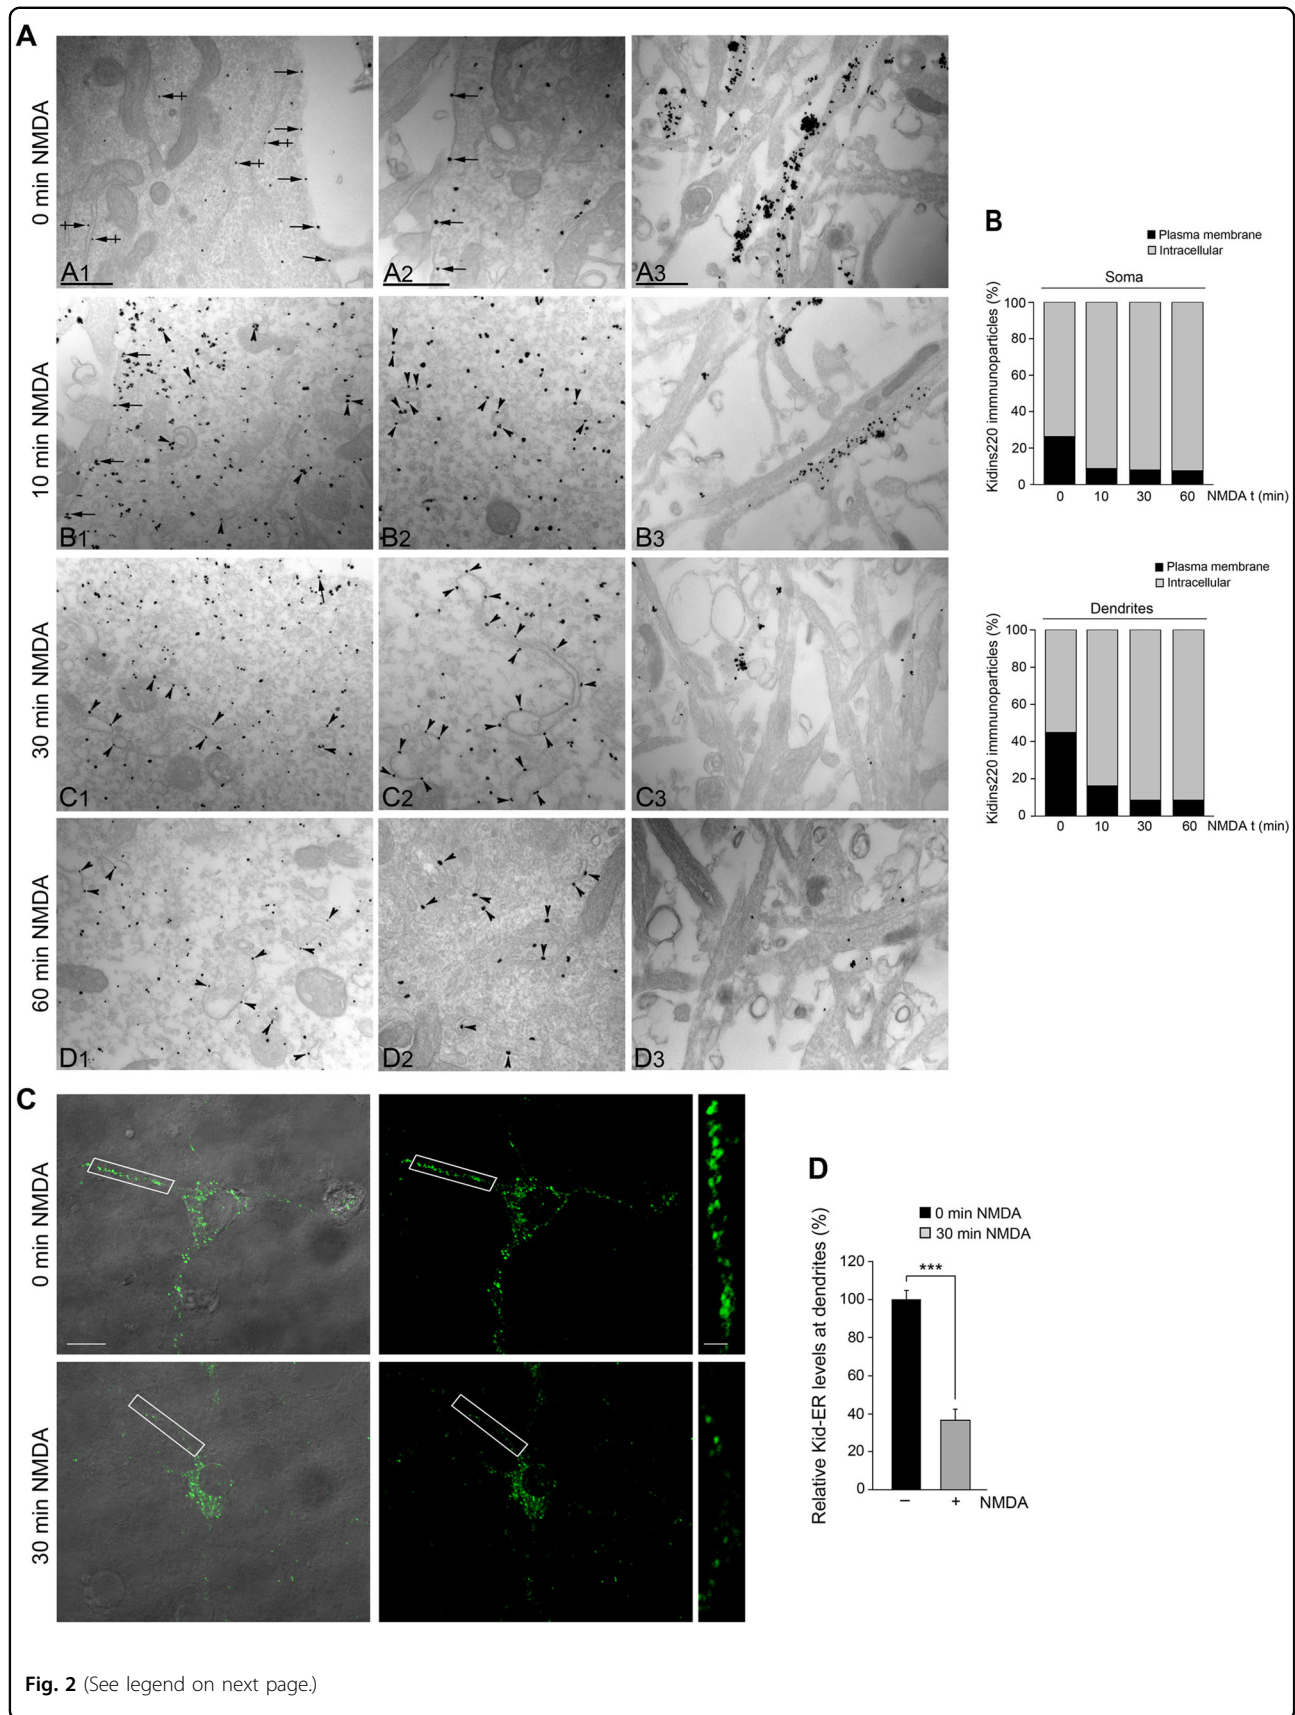 A
0 min NMDA
A1
A2
A3
10 min NMDA
B1
B2
B3
30 min NMDA
C1
C2
C3
60 min NMDA
D1
D2
D3
B
Plasma membrane
Intracellular
Soma
Kidins220 immnunoparticles (%)
100
80
60
40
20
0
0 10 30 60 NMDA t (min)
Plasma membrane
Intracellular
Dendrites
Kidins220 immnunoparticles (%)
100
80
60
40
20
0
0 10 30 60 NMDA t (min)
C
0 min NMDA
30 min NMDA
D
0 min NMDA
30 min NMDA
Relative Kid-ER levels at dendrites (%)
120
100
80
60
40
20
0
***
– + NMDA
Fig. 2 (See legend on next page.)